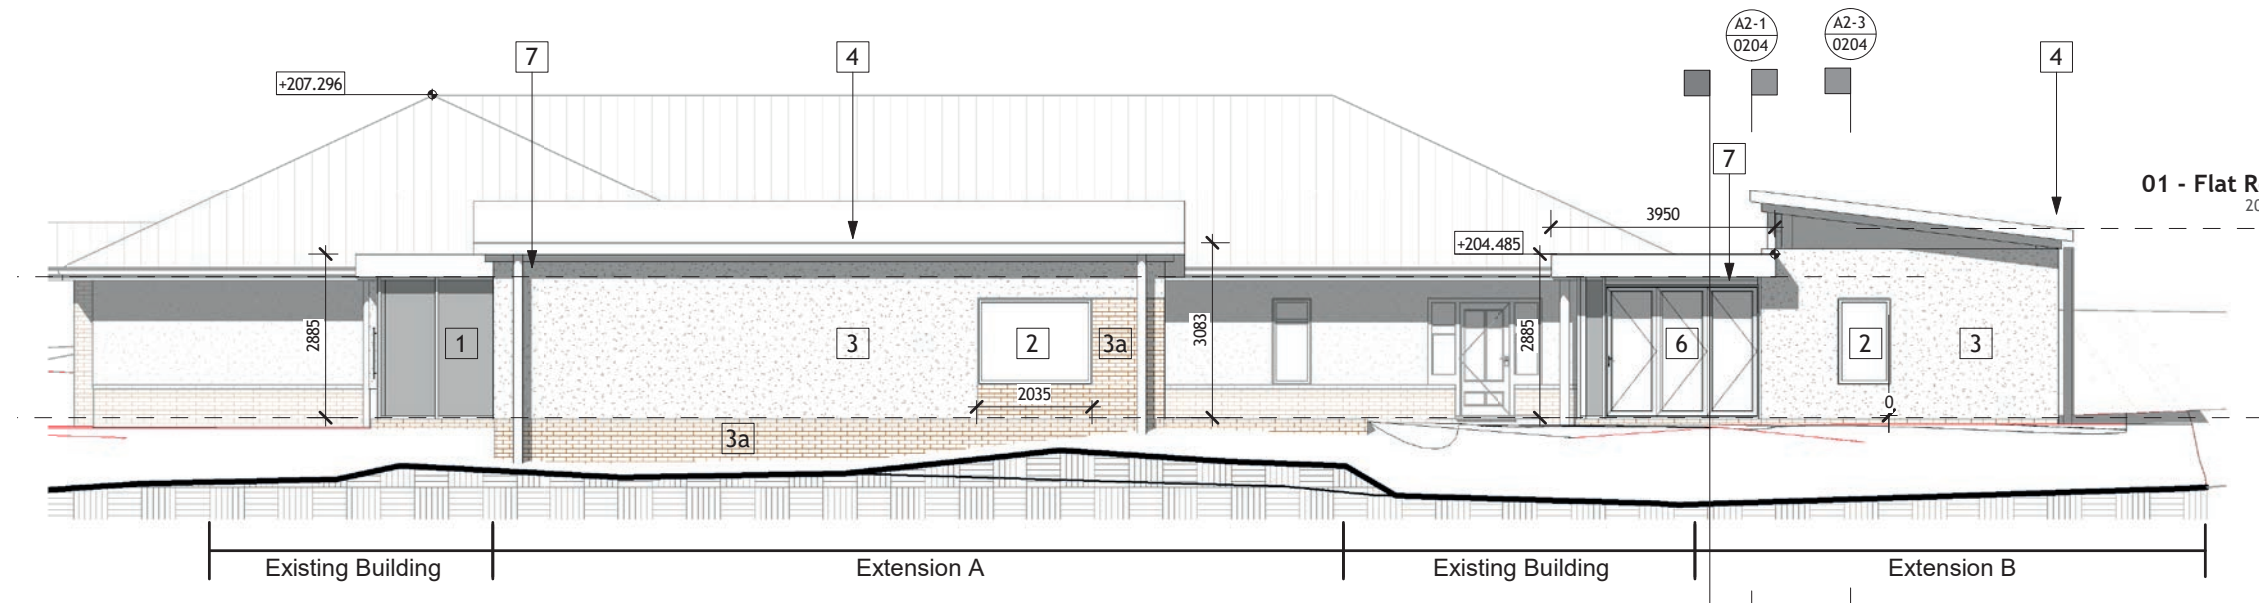 A2-1
0204
A2-3
0204
7
4
4
+207.296
7
01 - Flat R
20
3950
+204.485
2885
1
3
2
3a
3083
2885
6
2
3
2035
0
3a
Existing Building
Extension A
Existing Building
Extension B